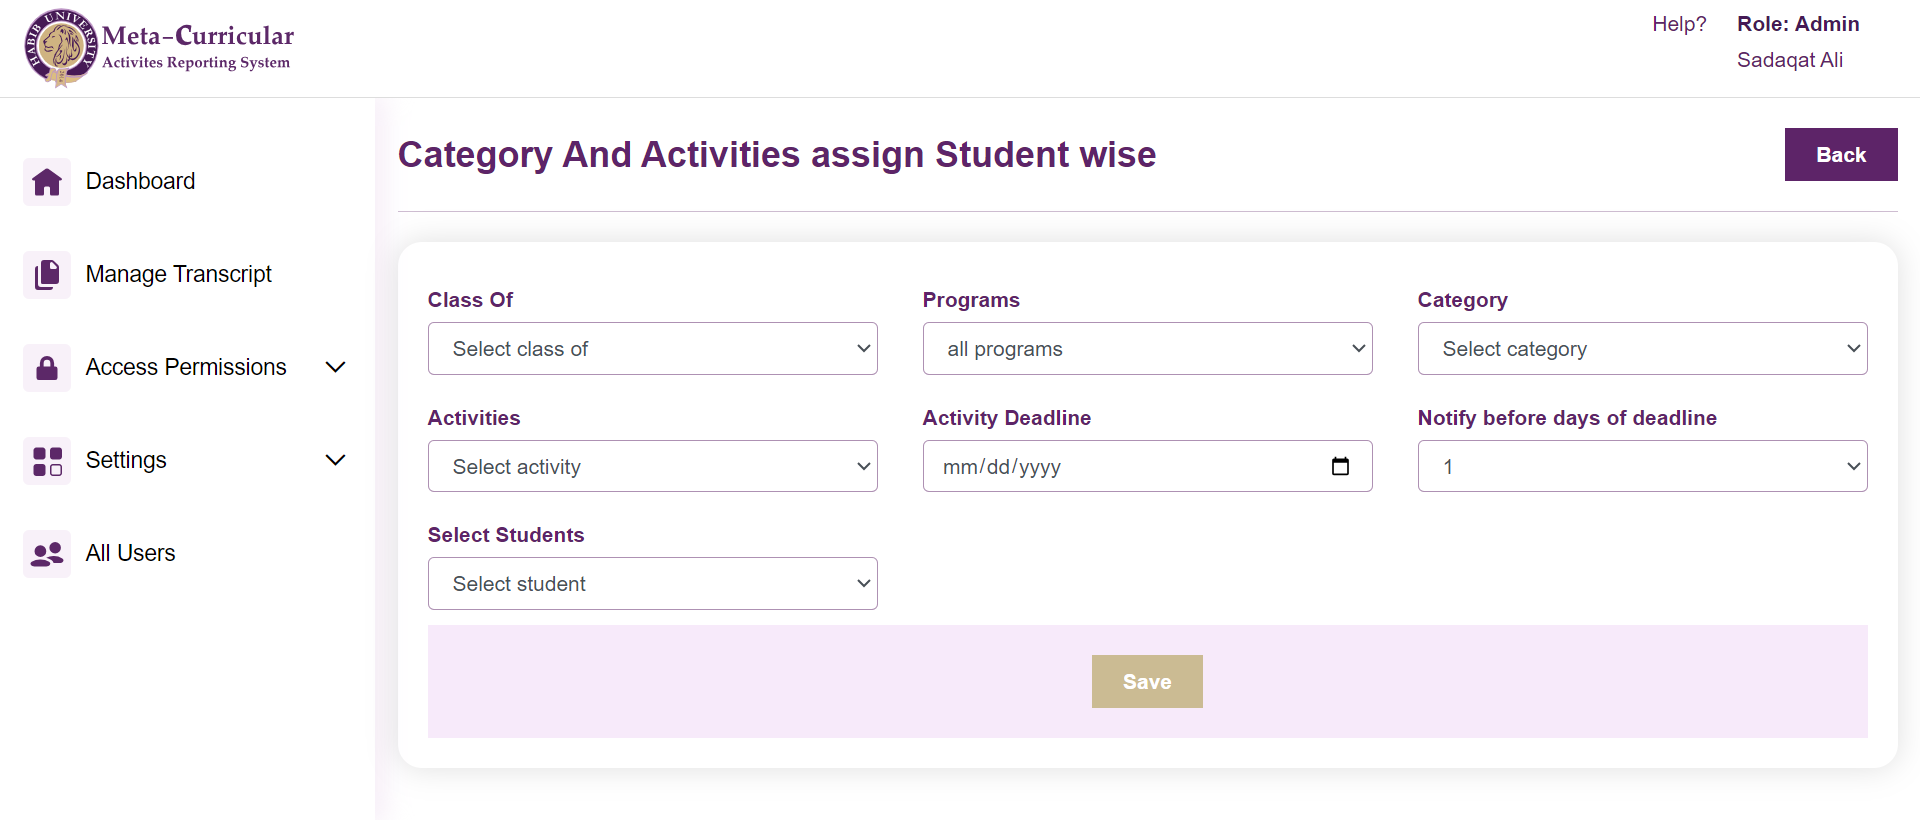 HABIB UNIVERSITY
Meta-Curricular
Activites Reporting System
Help?
Role: Admin
Sadaqat Ali
Dashboard
Manage Transcript
Access Permissions
Settings
All Users
Category And Activities assign Student wise
Back
Class Of
Programs
Category
Select class of
all programs
Select category
Activities
Activity Deadline
Notify before days of deadline
Select activity
mm/dd/yyyy
1
Select Students
Select student
Save